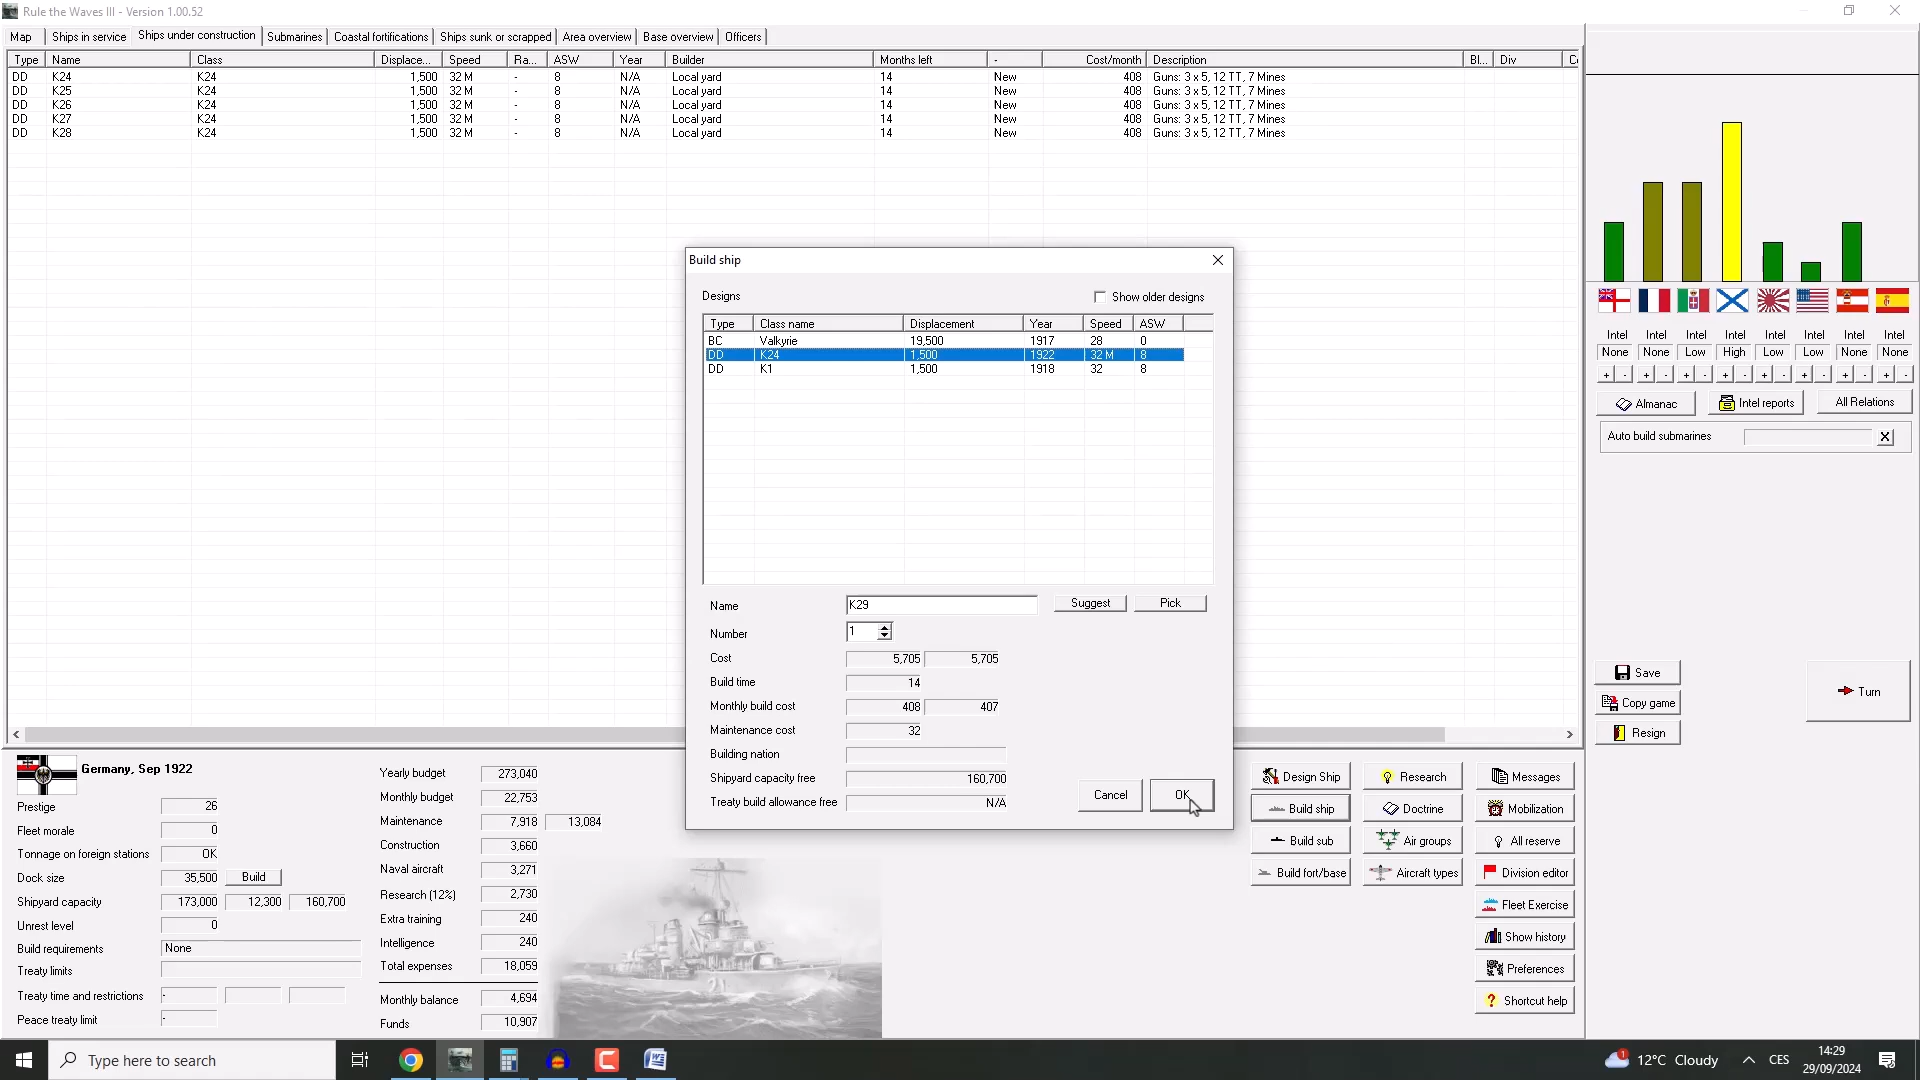 Rule the Waves III - Version 1.00.52
Map Ships in service Ships under construction Submarines Coastal fortifications Ships sunk or scrapped Area overview Base overview Officers
Type Name Class Displace... Speed Ra... ASW Year Builder Months left - Cost/month Description Bl... Div
DD K24 K24 1,500 32 M - 8 N/A Local yard 14 New 408 Guns: 3 x 5, 12 TT, 7 Mines
DD K25 K24 1,500 32 M - 8 N/A Local yard 14 New 408 Guns: 3 x 5, 12 TT, 7 Mines
DD K26 K24 1,500 32 M - 8 N/A Local yard 14 New 408 Guns: 3 x 5, 12 TT, 7 Mines
DD K27 K24 1,500 32 M - 8 N/A Local yard 14 New 408 Guns: 3 x 5, 12 TT, 7 Mines
DD K28 K24 1,500 32 M - 8 N/A Local yard 14 New 408 Guns: 3 x 5, 12 TT, 7 Mines
Build ship
Designs Show older designs
Type Class name Displacement Year Speed ASW
BC Valkyrie 19,500 1917 28 0
DD K24 1,500 1922 32 M 8
DD K1 1,500 1918 32 8
Name K29 Suggest Pick
Number 1
Cost 5,705 5,705
Build time 14
Monthly build cost 408 407
Maintenance cost 32
Building nation
Shipyard capacity free 160,700
Treaty build allowance free N/A
Cancel OK
Intel Intel Intel Intel Intel Intel Intel Intel
None None Low High Low Low None None
+ - + - + - + - + - + - + - + -
Almanac Intel reports All Relations
Auto build submarines X
Save
Copy game
Resign
Turn
Germany, Sep 1922
Prestige 26
Fleet morale 0
Tonnage on foreign stations OK
Dock size 35,500 Build
Shipyard capacity 173,000 12,300 160,700
Unrest level 0
Build requirements None
Treaty limits
Treaty time and restrictions -
Peace treaty limit -
Yearly budget 273,040
Monthly budget 22,753
Maintenance 7,918 13,084
Construction 3,660
Naval aircraft 3,271
Research (12%) 2,730
Extra training 240
Intelligence 240
Total expenses 18,059
Monthly balance 4,694
Funds 10,907
Design Ship Research Messages
Build ship Doctrine Mobilization
Build sub Air groups All reserve
Build fort/base Aircraft types Division editor
Fleet Exercise
Show history
Preferences
? Shortcut help
Type here to search
12°C Cloudy CES 14:29
29/09/2024